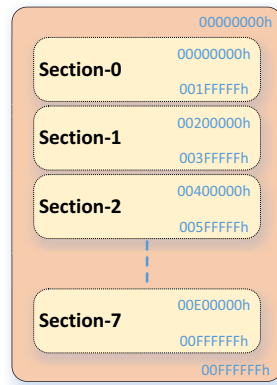 00000000h
Section-0
00000000h
001FFFFFh
Section-1
00200000h
003FFFFFh
Section-2
00400000h
005FFFFFh
Section-7
00E00000h
00FFFFFFh
00FFFFFFh